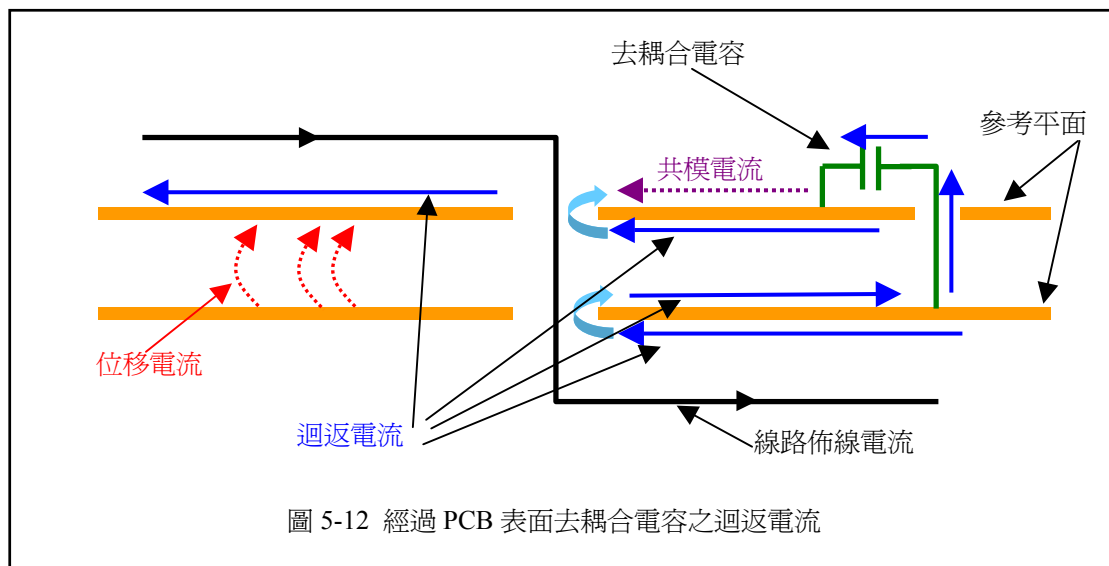 去耦合電容
參考平面
共模電流
位移電流
迴返電流
線路佈線電流
圖 5-12 經過 PCB 表面去耦合電容之迴返電流